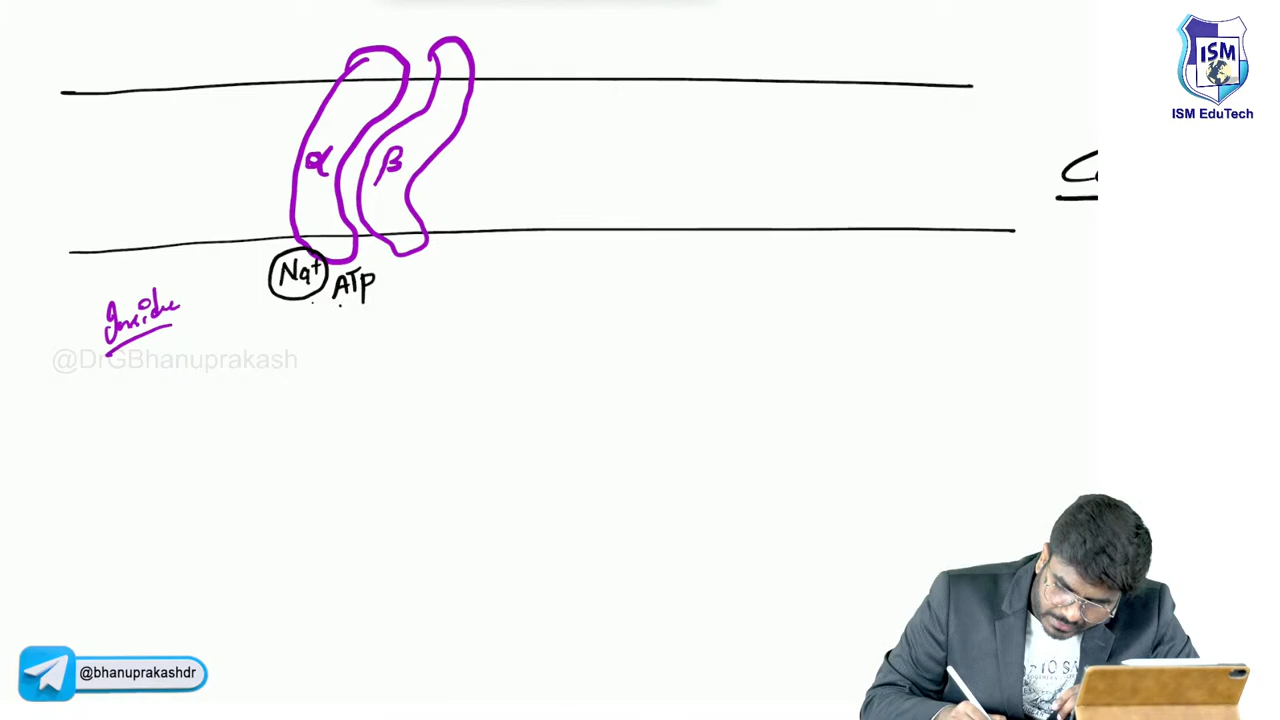 ISM
ISM EduTech
α
β
Na+
ATP
Inside
@DrGBhanuprakash
@bhanuprakashdr